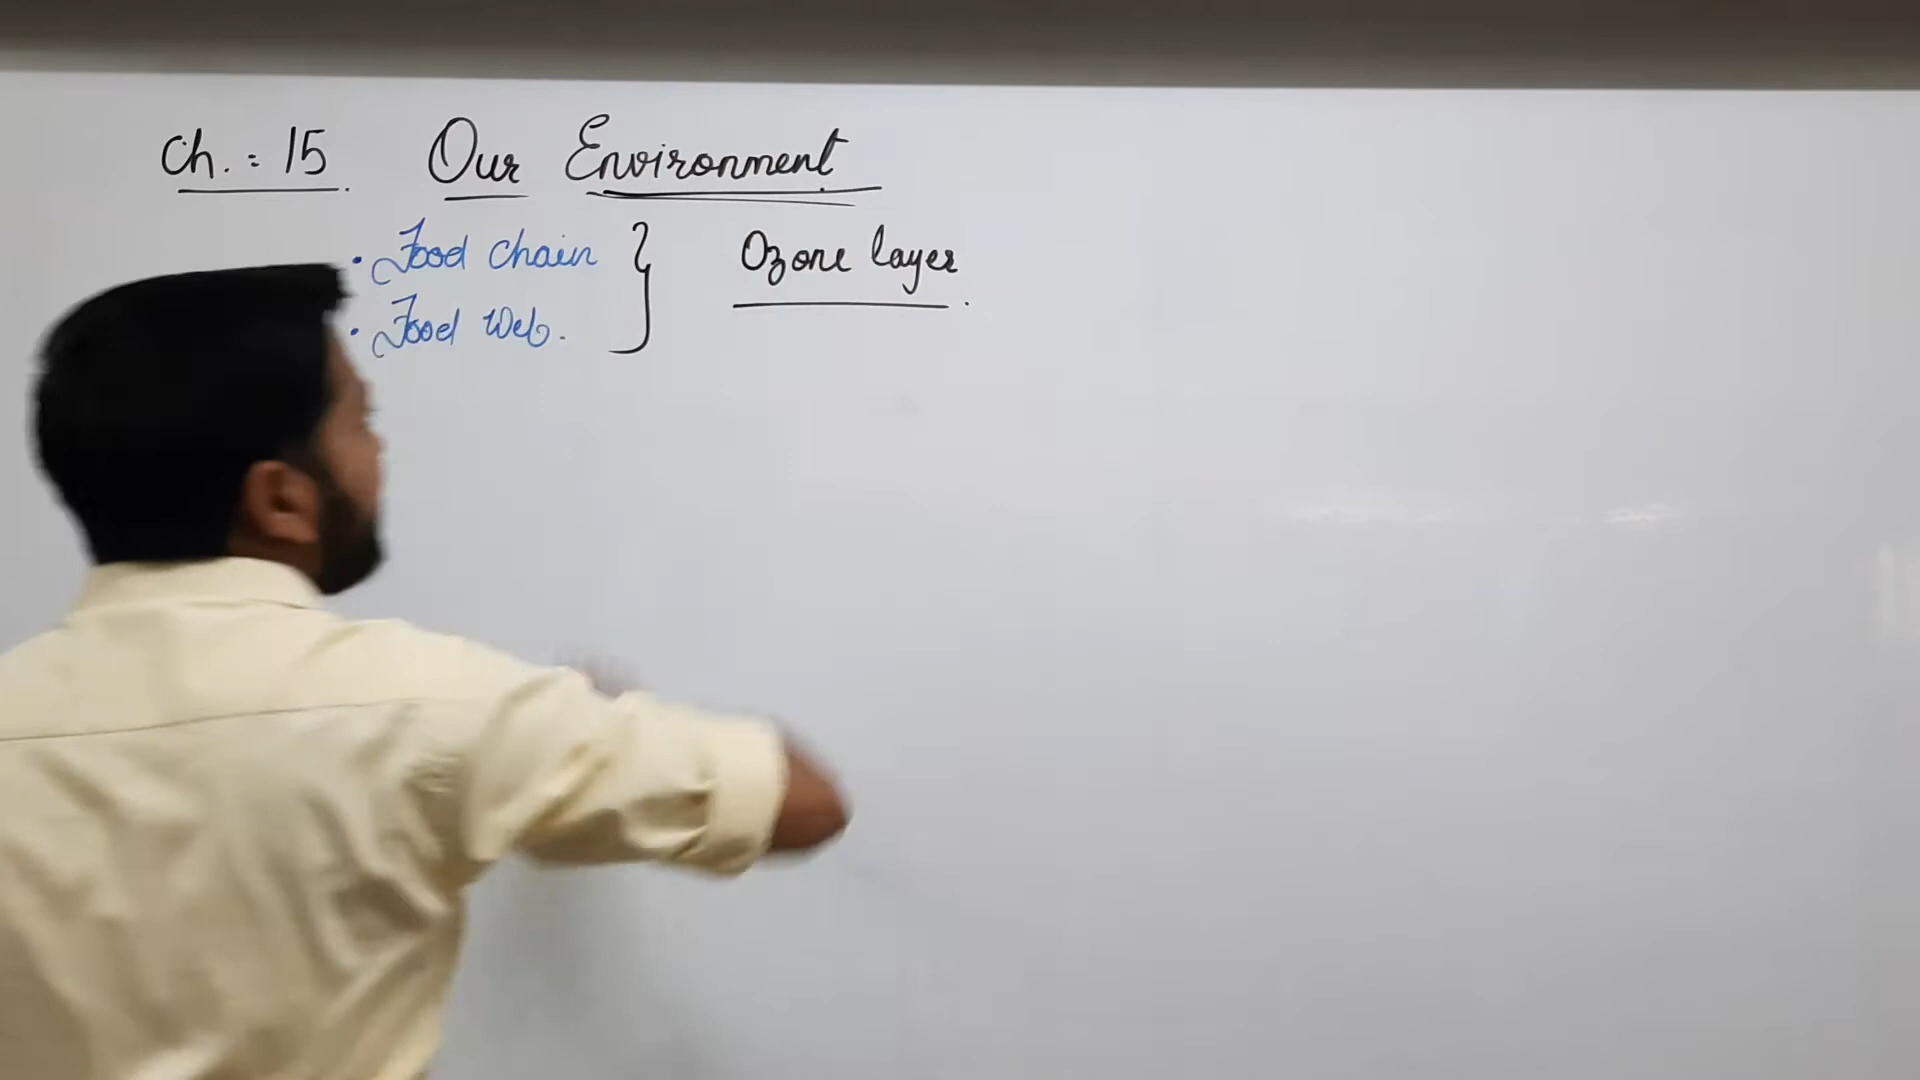 Ch. : 15 Our Environment
• Food chain } Ozone layer.
• Food Web.